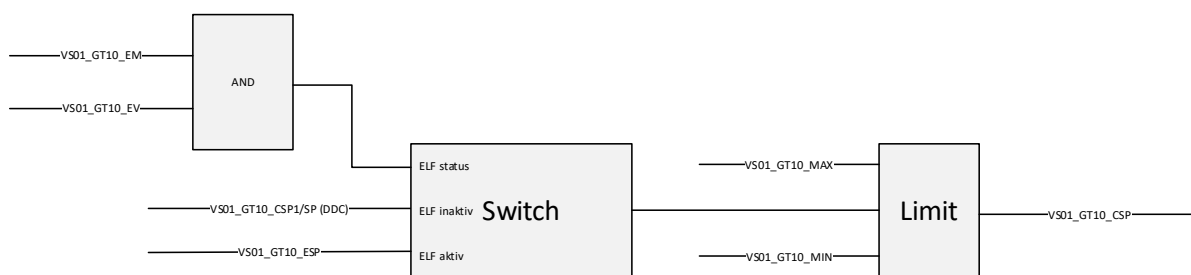 VS01_GT10_EM
AND
VS01_GT10_EV
ELF status
VS01_GT10_MAX
VS01_GT10_CSP1/SP (DDC)
ELF inaktiv
Switch
Limit
VS01_GT10_CSP
VS01_GT10_ESP
ELF aktiv
VS01_GT10_MIN